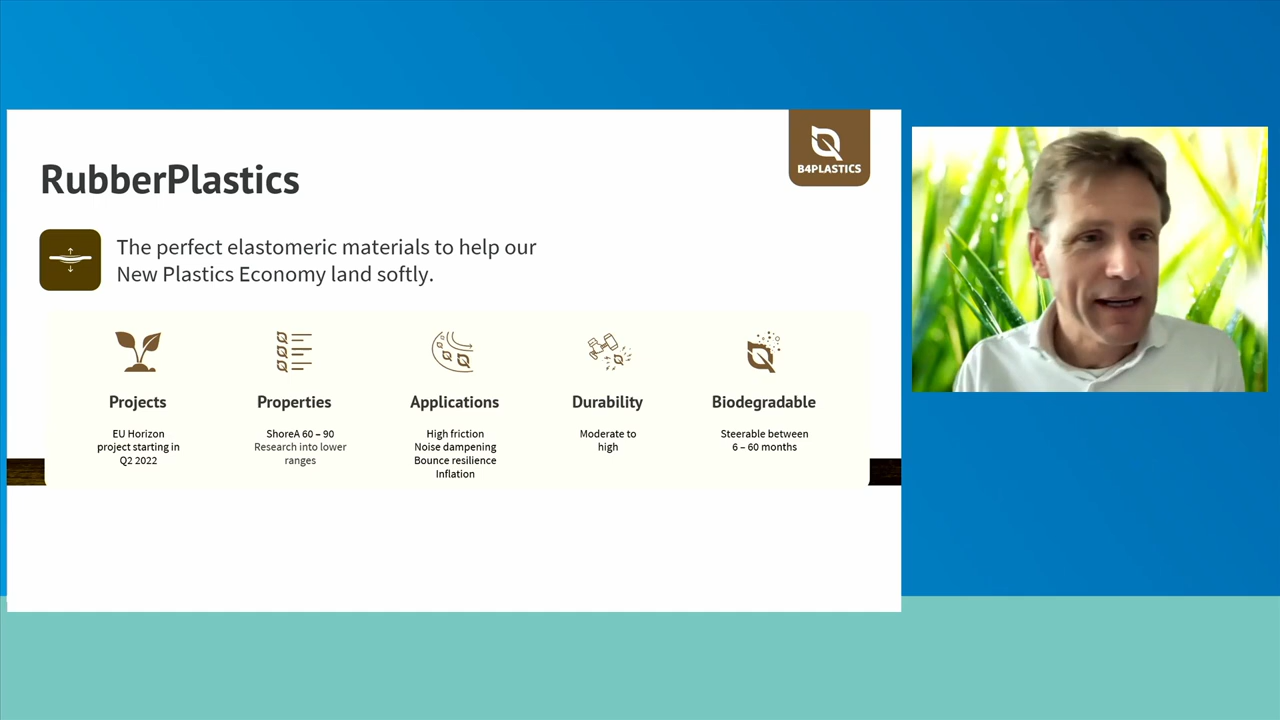 B4PLASTICS
RubberPlastics
The perfect elastomeric materials to help our
New Plastics Economy land softly.
Projects
EU Horizon
project starting in
Q2 2022
Properties
ShoreA 60 – 90
Research into lower
ranges
Applications
High friction
Noise dampening
Bounce resilience
Inflation
Durability
Moderate to
high
Biodegradable
Steerable between
6 – 60 months